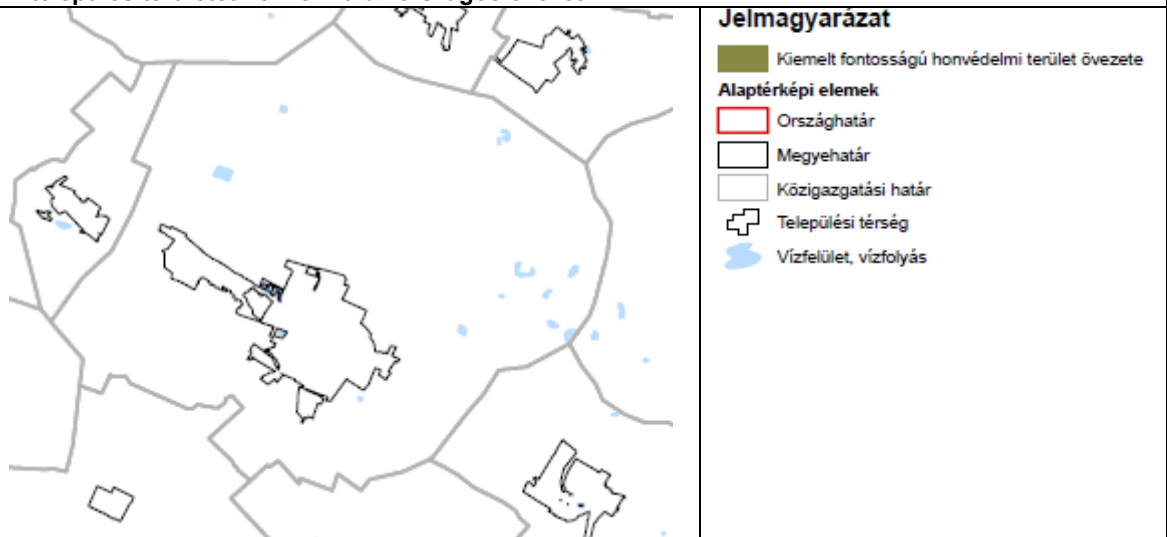 Jelmagyarázat
Kiemelt fontosságú honvédelmi terület övezete
Alaptérképi elemek
Országhatár
Megyehatár
Közigazgatási határ
Települési térség
Vízfelület, vízfolyás